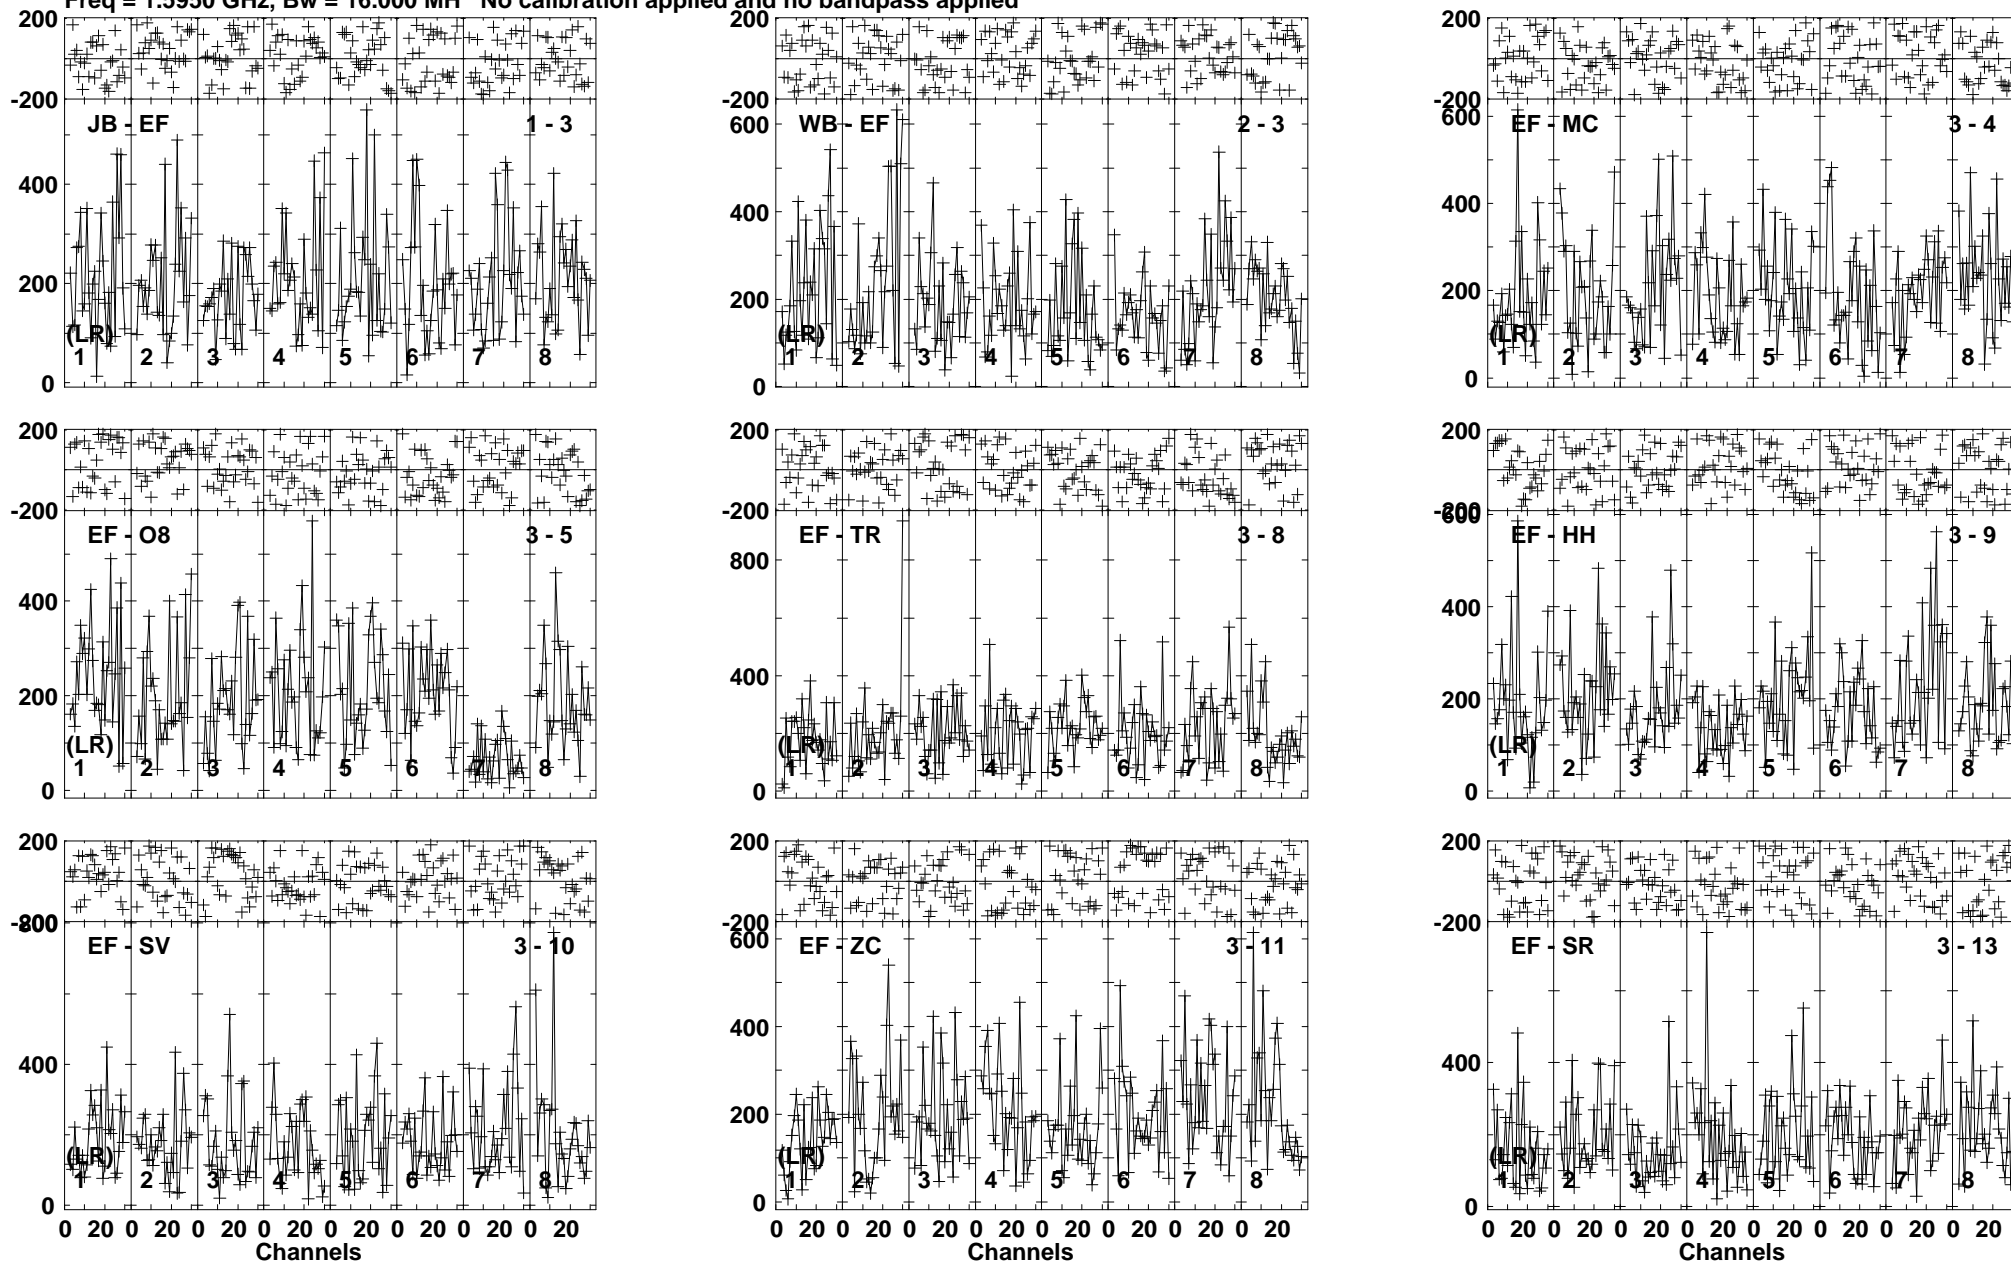 Freq = 1.5950 GHz, Bw = 16.000 MH No calibration applied and no bandpass applied
200 200 200
-200 -200 -200
JB - EF 1 - 3 WB - EF 2 - 3 EF - MC 3 - 4
600 600
400 400 400
200 200 200
(LR) (LR) (LR)
1 2 3 4 5 6 7 8 1 2 3 4 5 6 7 8 1 2 3 4 5 6 7 8
0 0 0
200 200 200
-200 -200 -200
600
EF - O8 3 - 5 EF - TR 3 - 8 EF - HH 3 - 9
800
400 400 400
200 200
(LR) (LR) (LR)
1 2 3 4 5 6 7 8 1 2 3 4 5 6 7 8 1 2 3 4 5 6 7 8
0 0 0
200 200 200
-200 -200 -200
800
EF - SV 3 - 10 EF - ZC 3 - 11 EF - SR 3 - 13
600
400 400 400
200
(LR) (LR) (LR)
1 2 3 4 5 6 7 8 1 2 3 4 5 6 7 8 1 2 3 4 5 6 7 8
0 0 0
0 20 0 20 0 20 0 20 0 20 0 20 0 20 0 20 0 20 0 20 0 20 0 20 0 20 0 20 0 20 0 20 0 20 0 20 0 20 0 20 0 20 0 20 0 20 0 20
Channels Channels Channels